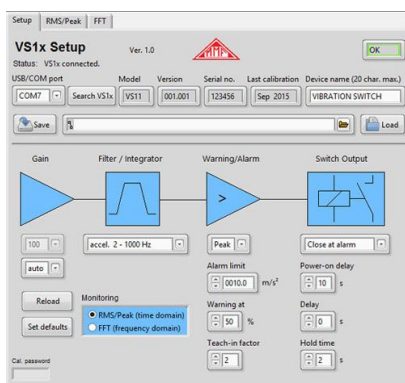 Setup RMS/Peak FFT
VS1x Setup Ver. 1.0 MMF OK
Status: VS1x connected.
USB/COM port Model Version Serial no. Last calibration Device name (20 char. max.)
COM7 Search VS1x VS11 001.001 123456 Sep 2015 VIBRATION SWITCH
Save Load
Gain Filter / Integrator Warning/Alarm Switch Output
>
100 accel. 2 - 1000 Hz Peak Close at alarm
auto Alarm limit Power-on delay
0010.0 m/s² 10 s
Reload Monitoring Warning at Delay
RMS/Peak (time domain) 50 % 0 s
Set defaults FFT (frequency domain) Teach-in factor Hold time
2 2 s
Cal. password